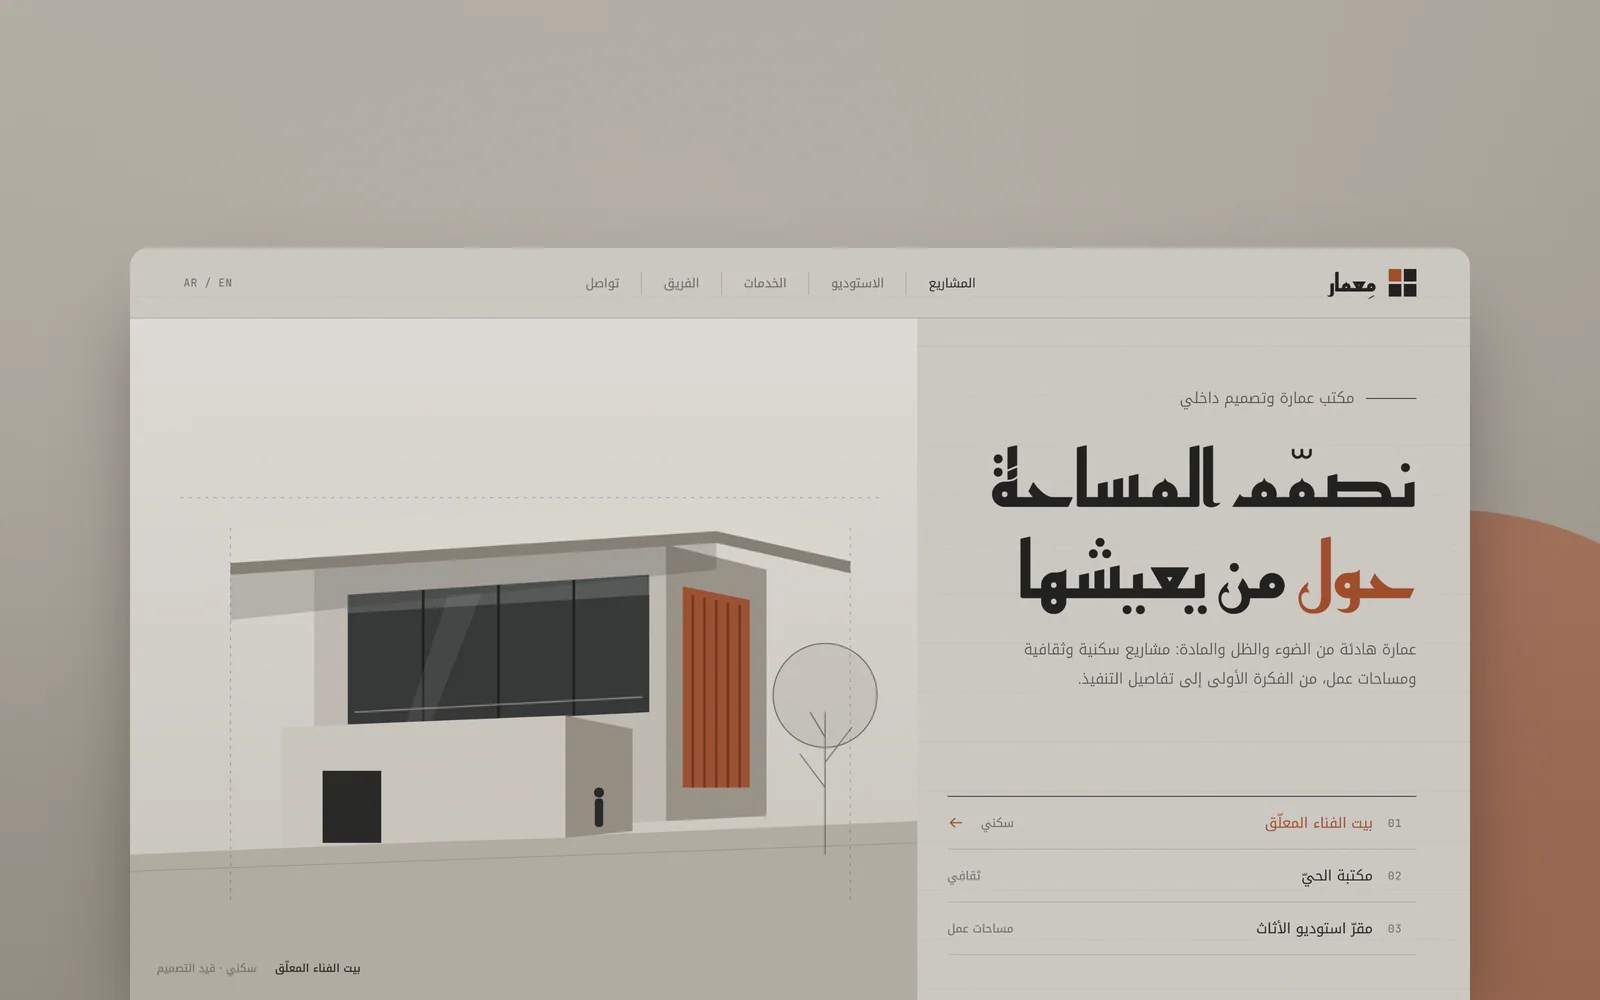 مِعمار
المشاريع
الاستوديو
الخدمات
الفريق
تواصل
AR / EN
مكتب عمارة وتصميم داخلي
نصمّم المساحة
حول من يعيشها
عمارة هادئة من الضوء والظل والمادة: مشاريع سكنية وثقافية
ومساحات عمل، من الفكرة الأولى إلى تفاصيل التنفيذ.
01 بيت الفناء المعلّق سكني ←
02 مكتبة الحيّ ثقافي
03 مقرّ استوديو الأثاث مساحات عمل
بيت الفناء المعلّق سكني · قيد التصميم